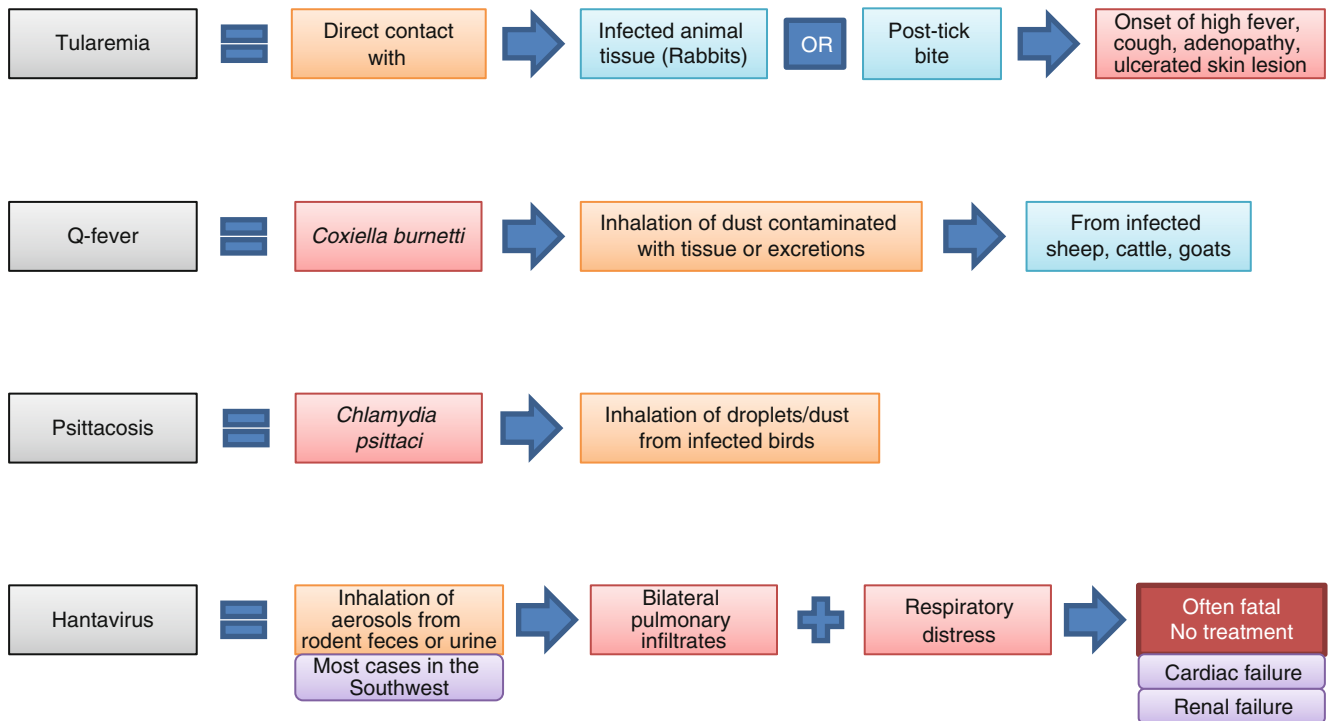 Tularemia
Direct contact
with
Infected animal
tissue (Rabbits)
OR
Post-tick
bite
Onset of high fever,
cough, adenopathy,
ulcerated skin lesion
Q-fever
Coxiella burnetti
Inhalation of dust contaminated
with tissue or excretions
From infected
sheep, cattle, goats
Psittacosis
Chlamydia
psittaci
Inhalation of droplets/dust
from infected birds
Hantavirus
Inhalation of
aerosols from
rodent feces or urine
Most cases in the
Southwest
Bilateral
pulmonary
infiltrates
Respiratory
distress
Often fatal
No treatment
Cardiac failure
Renal failure